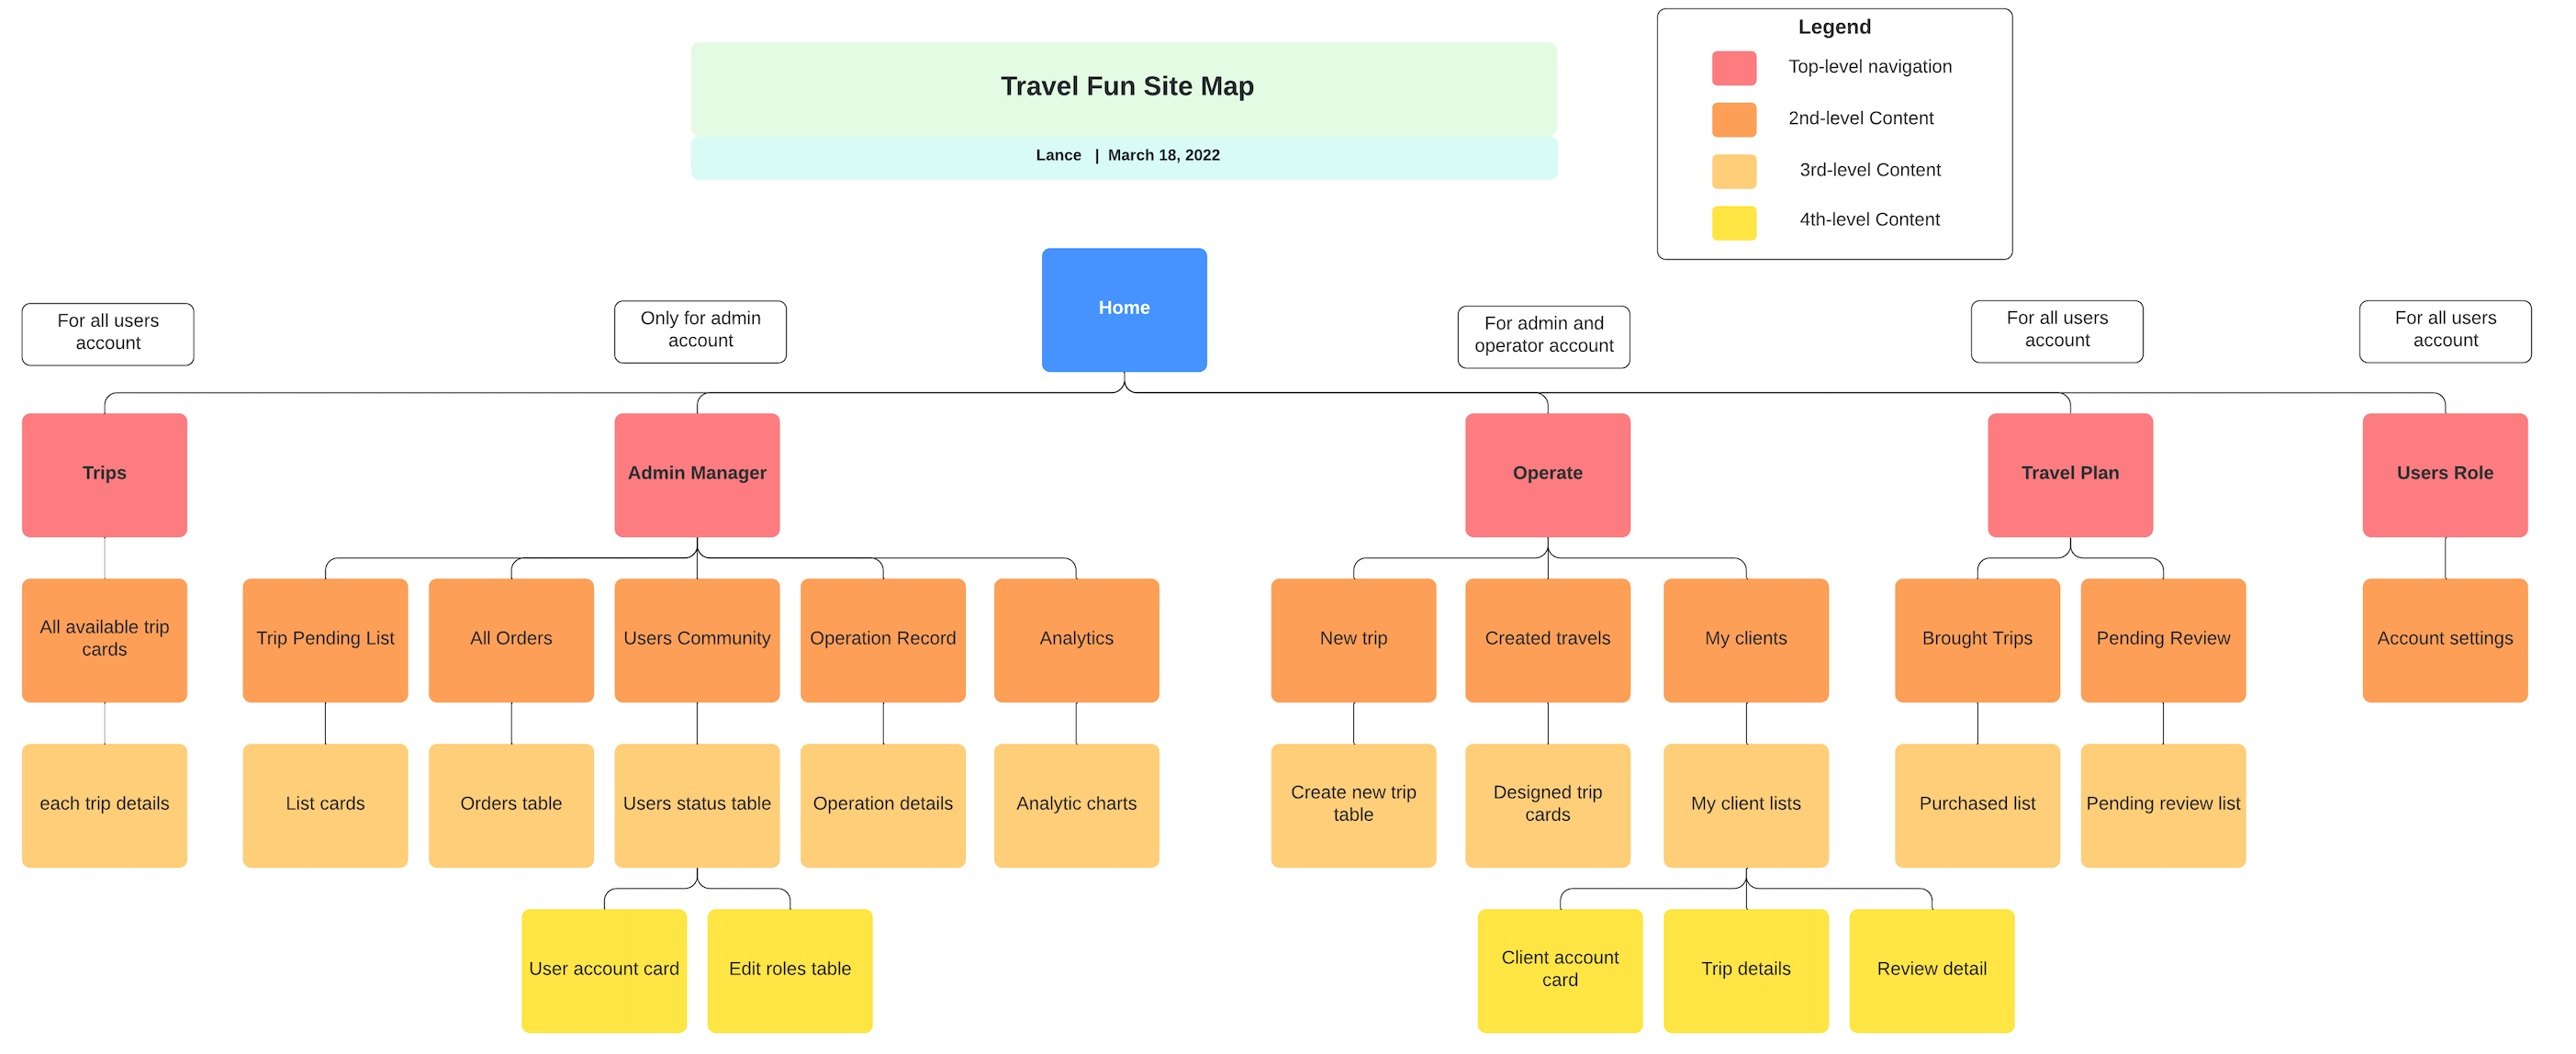 Legend
Top-level navigation
2nd-level Content
3rd-level Content
4th-level Content
Travel Fun Site Map
Lance | March 18, 2022
Home
For all users
account
Only for admin
account
For admin and
operator account
For all users
account
For all users
account
Trips
Admin Manager
Operate
Travel Plan
Users Role
All available trip
cards
Trip Pending List
All Orders
Users Community
Operation Record
Analytics
New trip
Created travels
My clients
Brought Trips
Pending Review
Account settings
each trip details
List cards
Orders table
Users status table
Operation details
Analytic charts
Create new trip
table
Designed trip
cards
My client lists
Purchased list
Pending review list
User account card
Edit roles table
Client account
card
Trip details
Review detail